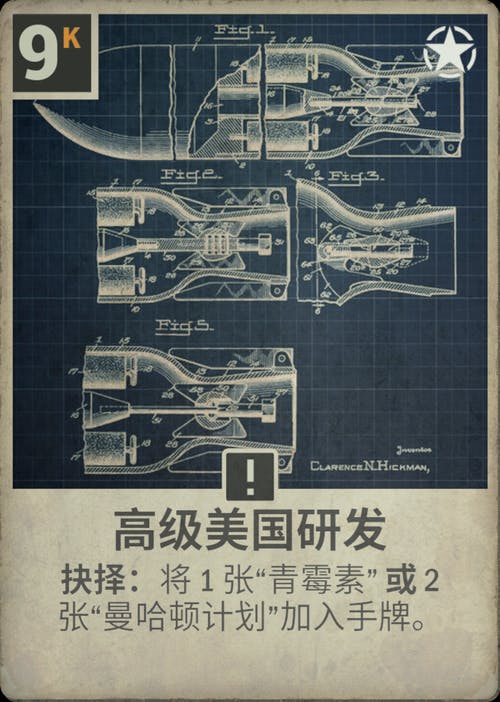 9K
Fig.1.
Fig.2.
Fig.3.
Fig.5.
Inventor
CLARENCE N. HICKMAN,
!
高级美国研发
抉择：将 1 张“青霉素” 或 2
张“曼哈顿计划”加入手牌。